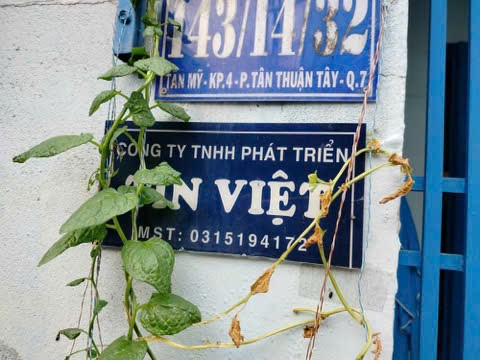 143/14/32
TÂN MỸ - KP.4 - P.TÂN THUẬN TÂY - Q.7
CÔNG TY TNHH PHÁT TRIỂN
VIỆT
MST: 0315194172